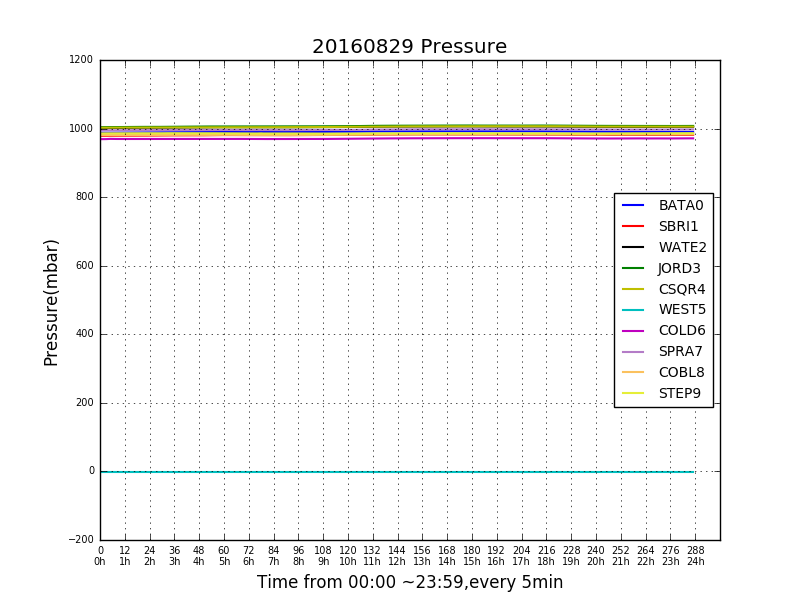 20160829 Pressure
1200
1000
800
600
400
200
0
−200
Pressure(mbar)
BATA0
SBRI1
WATE2
JORD3
CSQR4
WEST5
COLD6
SPRA7
COBL8
STEP9
0 12 24 36 48 60 72 84 96 108 120 132 144 156 168 180 192 204 216 228 240 252 264 276 288
0h 1h 2h 3h 4h 5h 6h 7h 8h 9h 10h 11h 12h 13h 14h 15h 16h 17h 18h 19h 20h 21h 22h 23h 24h
Time from 00:00 ~23:59,every 5min